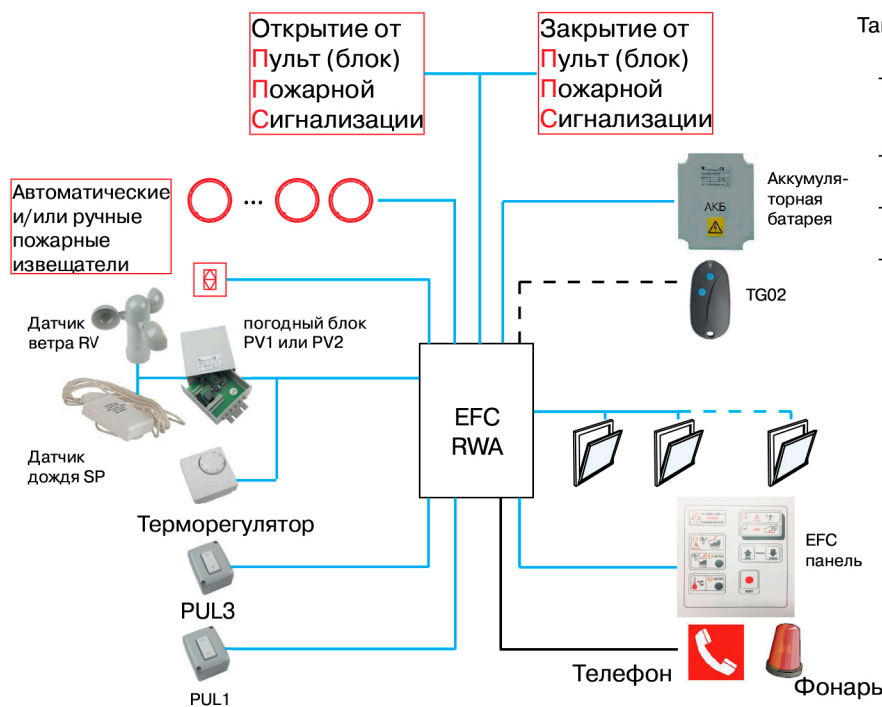 Открытие от
Пульт (блок)
Пожарной
Сигнализации
Закрытие от
Пульт (блок)
Пожарной
Сигнализации
Автоматические
и/или ручные
пожарные
извещатели
...
Аккумуля-
торная
батарея
АКБ
TG02
Датчик
ветра RV
погодный блок
PV1 или PV2
EFC
RWA
Датчик
дождя SP
Терморегулятор
EFC
панель
PUL3
PUL1
Телефон
Фонарь